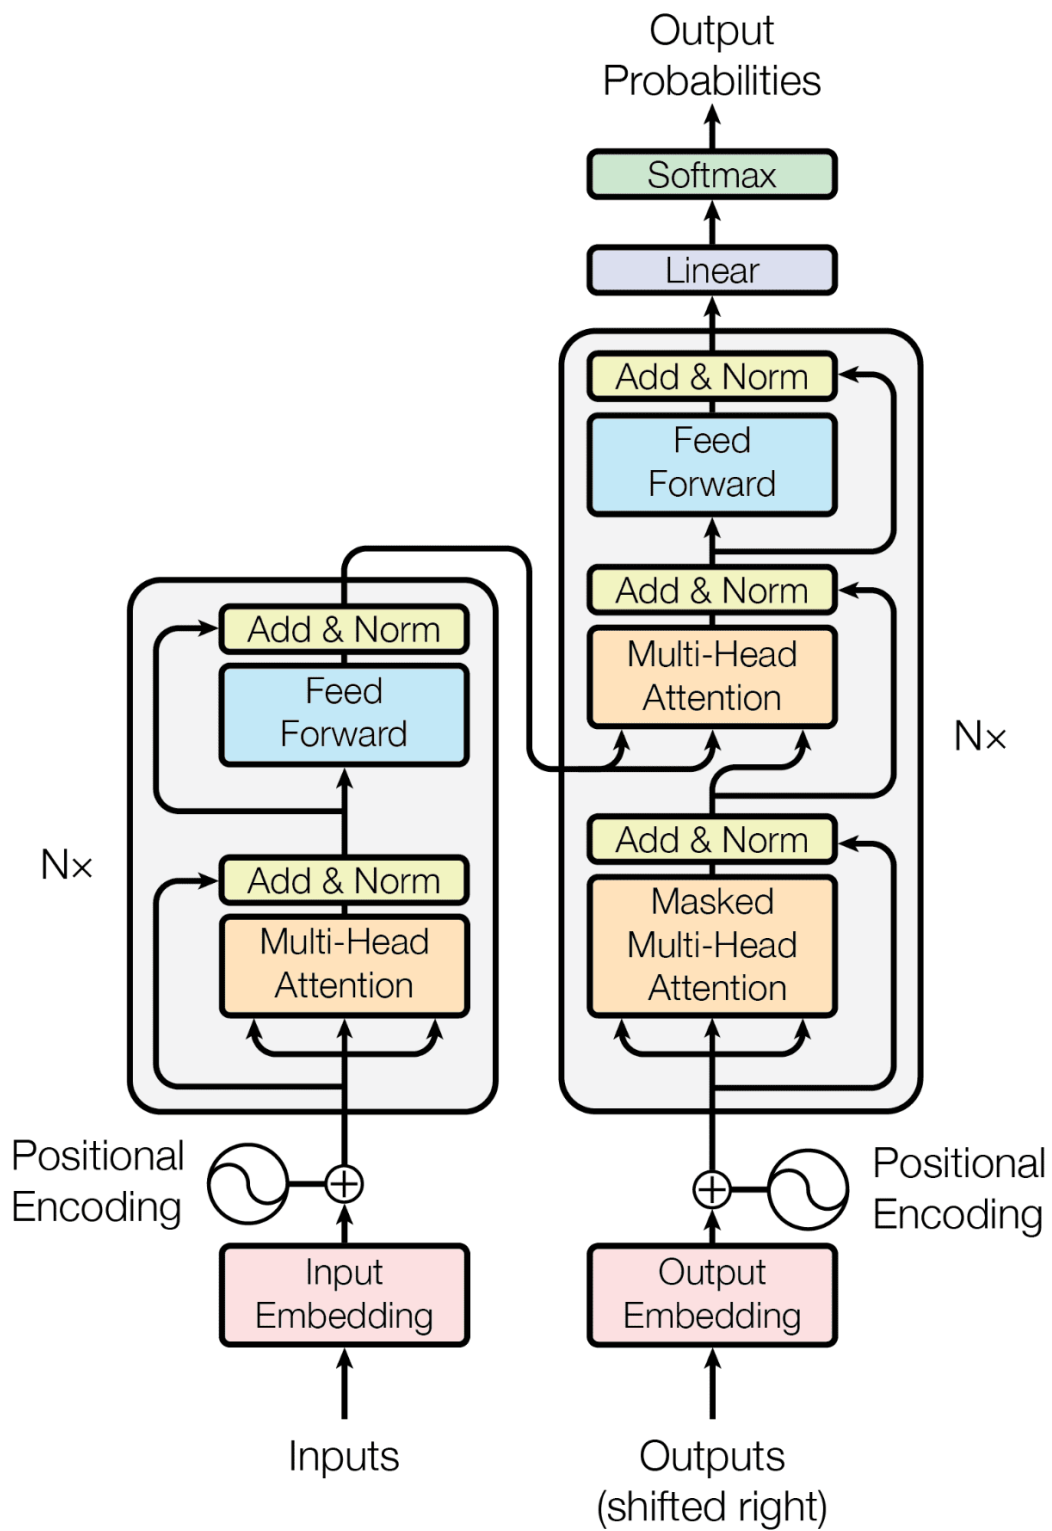 Output
Probabilities
Softmax
Linear
Add & Norm
Feed
Forward
Add & Norm
Multi-Head
Attention
N×
Add & Norm
Masked
Multi-Head
Attention
Add & Norm
Feed
Forward
N×
Add & Norm
Multi-Head
Attention
Positional
Encoding
Positional
Encoding
Input
Embedding
Output
Embedding
Inputs
Outputs
(shifted right)